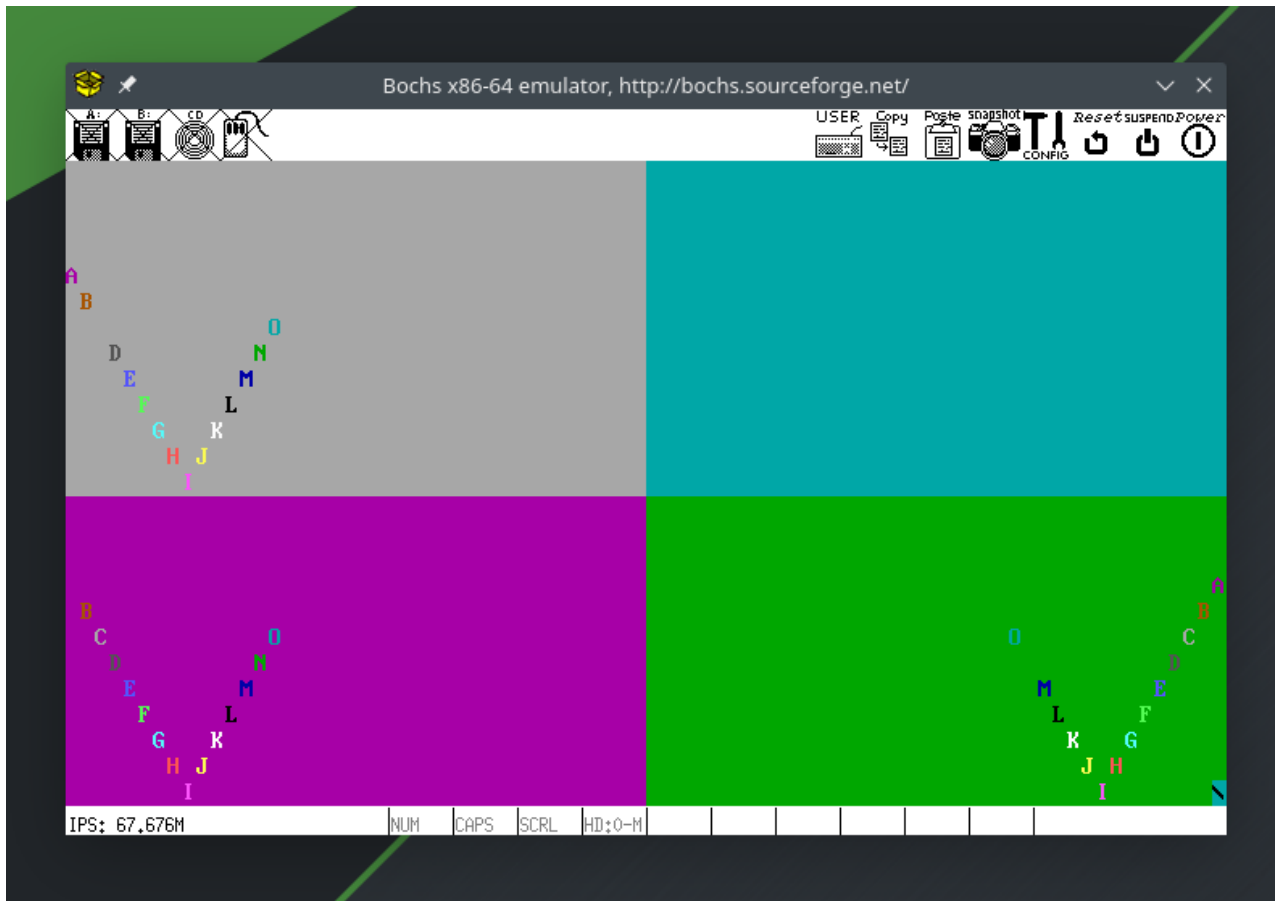 Bochs x86-64 emulator, http://bochs.sourceforge.net/
A: B: CD USER Copy Paste snapshot CONFIG Reset SUSPEND Power
A
B
O
D N
E M
F L
G K
H J
I
A
B B
C O O C
D N D
E M M E
F L L F
G K K G
H J J H
I I \
IPS: 67.676M NUM CAPS SCRL HD:0-M